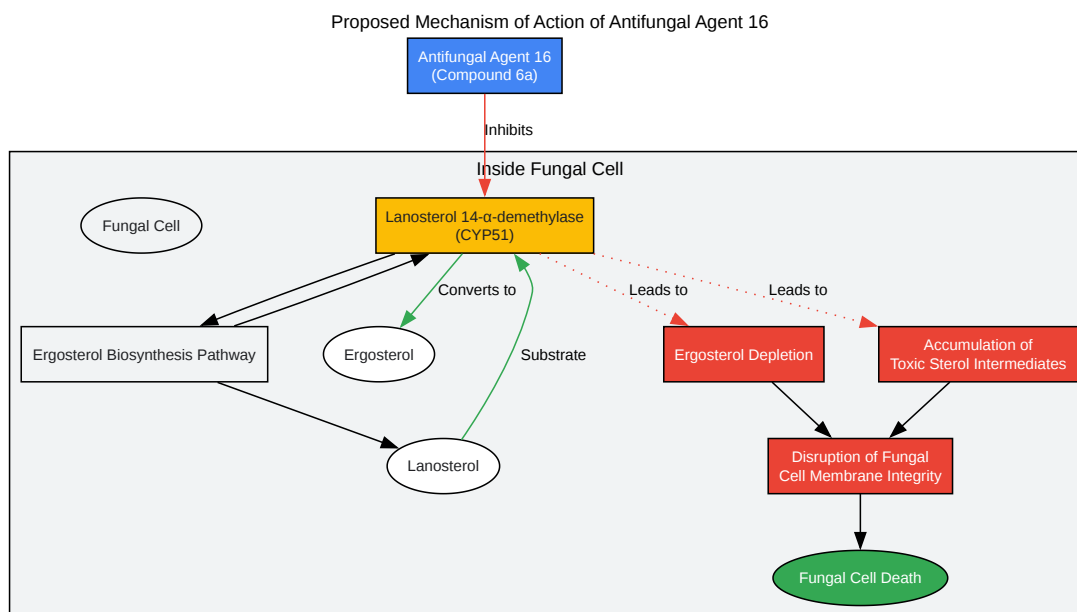 Proposed Mechanism of Action of Antifungal Agent 16
Antifungal Agent 16
(Compound 6a)
Inhibits
Inside Fungal Cell
Fungal Cell
Lanosterol 14-α-demethylase
(CYP51)
Converts to
Leads to
Leads to
Ergosterol Biosynthesis Pathway
Ergosterol
Substrate
Ergosterol Depletion
Accumulation of
Toxic Sterol Intermediates
Lanosterol
Disruption of Fungal
Cell Membrane Integrity
Fungal Cell Death